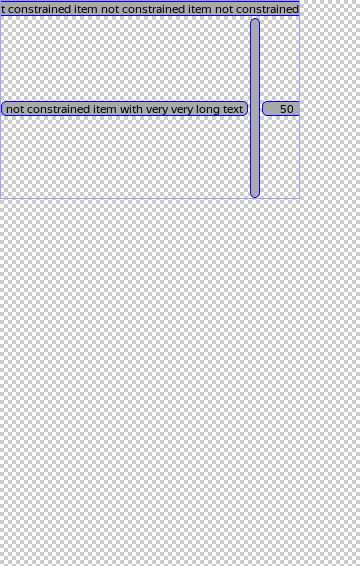 t constrained item not constrained item not constrained
not constrained item with very very long text
50